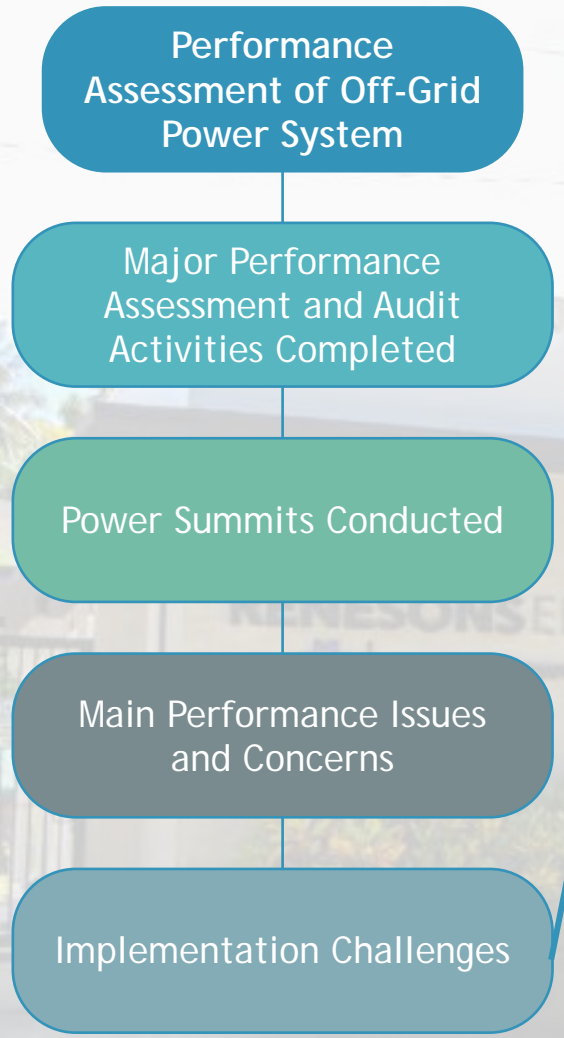 Performance
Assessment of Off-Grid
Power System
Major Performance
Assessment and Audit
Activities Completed
Power Summits Conducted
RENESONS
Main Performance Issues
and Concerns
Implementation Challenges